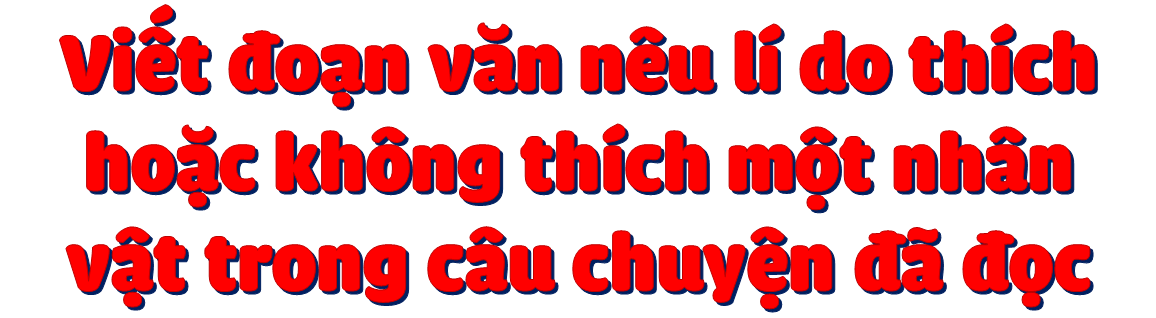 Viết đoạn văn nêu lí do thích
hoặc không thích một nhân
vật trong câu chuyện đã đọc